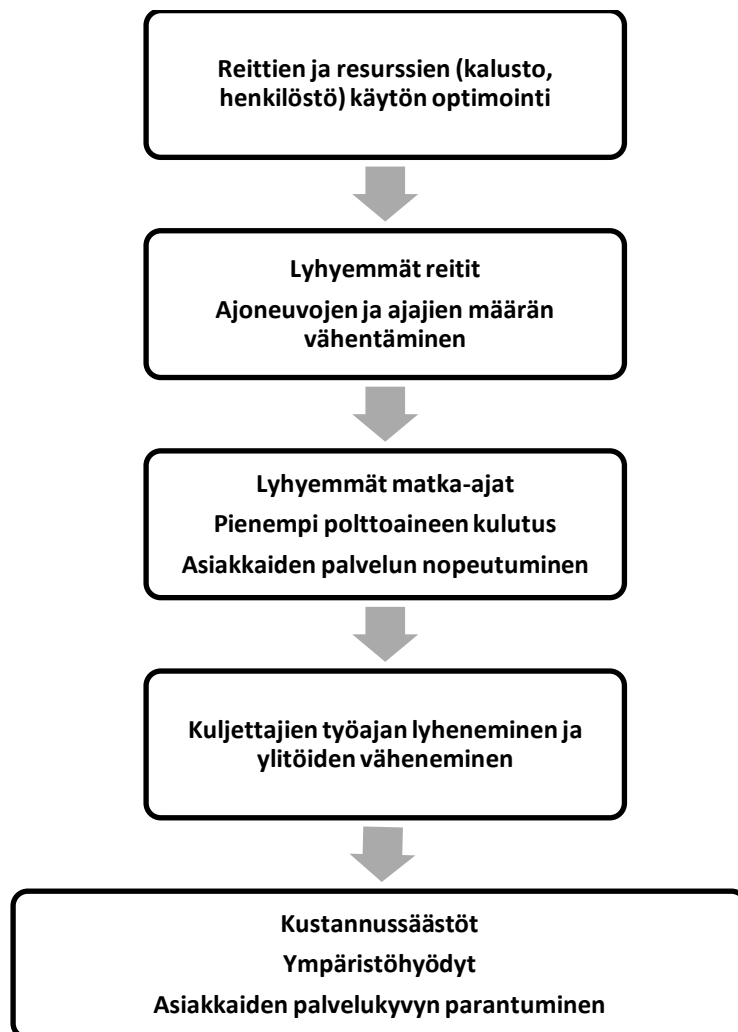 Reittien ja resurssien (kalusto,
henkilöstö) käytön optimointi
Lyhyemmät reitit
Ajoneuvojen ja ajajien määrän
vähentäminen
Lyhyemmät matka-ajat
Pienempi polttoaineen kulutus
Asiakkaiden palvelun nopeutuminen
Kuljettajien työajan lyheneminen ja
ylitöiden väheneminen
Kustannussäästöt
Ympäristöhyödyt
Asiakkaiden palvelukyvyn parantuminen